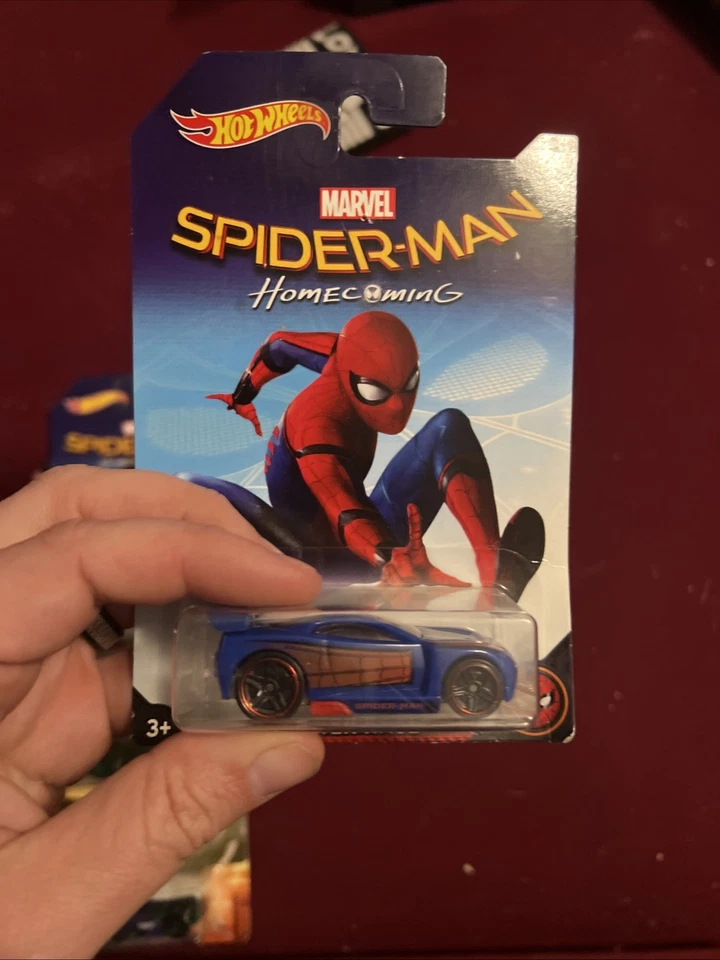 HOT WHEELS
MARVEL
SPIDER-MAN
HOMECOMING
SPIDER-MAN
3+